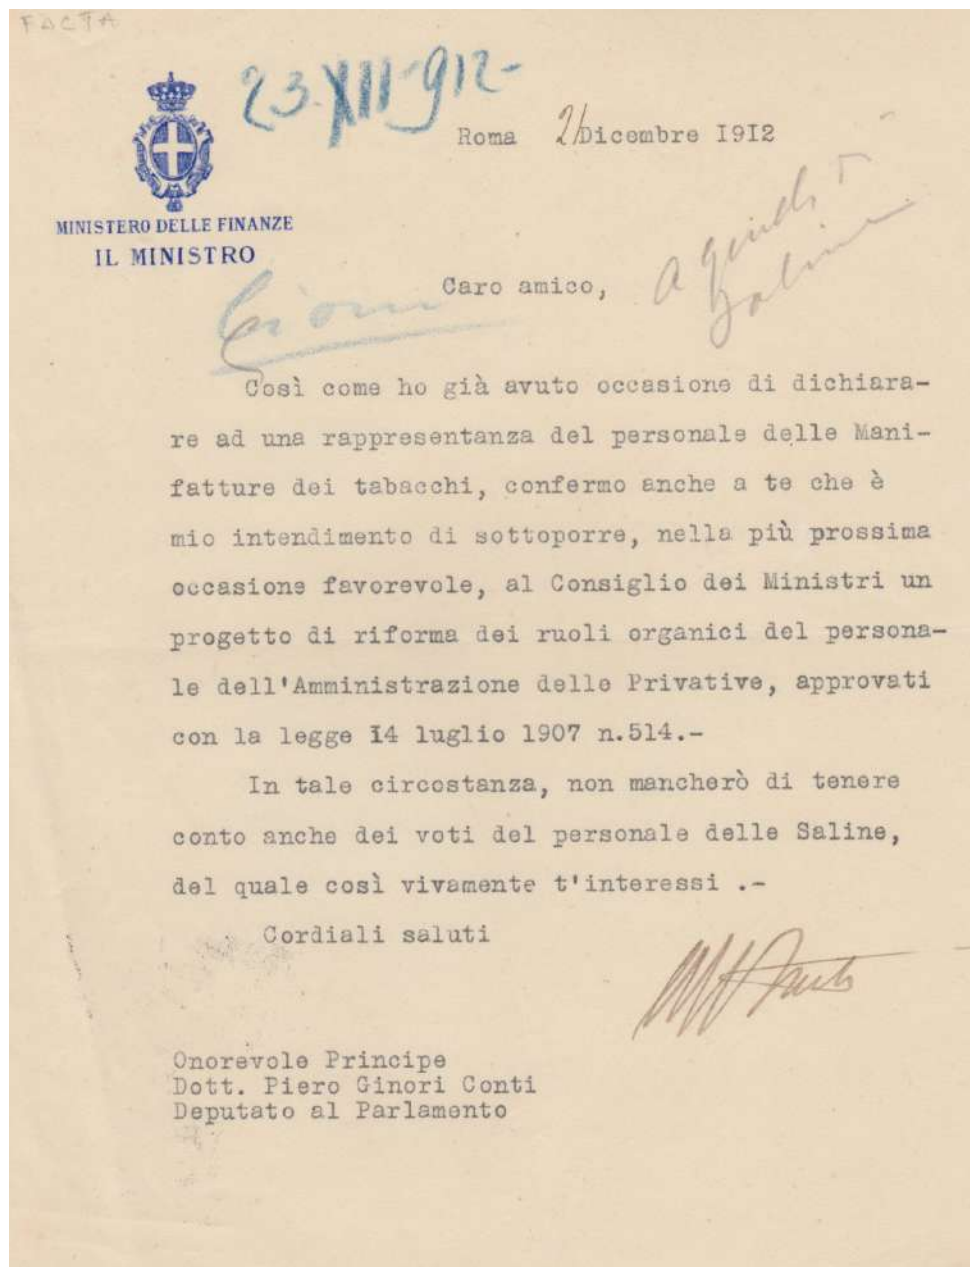 FACTA
23·XII·912-
Roma 21 Dicembre 1912
MINISTERO DELLE FINANZE
IL MINISTRO
Caro amico,
Così come ho già avuto occasione di dichiara-
re ad una rappresentanza del personale delle Mani-
fatture dei tabacchi, confermo anche a te che è
mio intendimento di sottoporre, nella più prossima
occasione favorevole, al Consiglio dei Ministri un
progetto di riforma dei ruoli organici del persona-
le dell'Amministrazione delle Privative, approvati
con la legge 14 luglio 1907 n.514.-
In tale circostanza, non mancherò di tenere
conto anche dei voti del personale delle Saline,
del quale così vivamente t'interessi .-
Cordiali saluti
Onorevole Principe
Dott. Piero Ginori Conti
Deputato al Parlamento